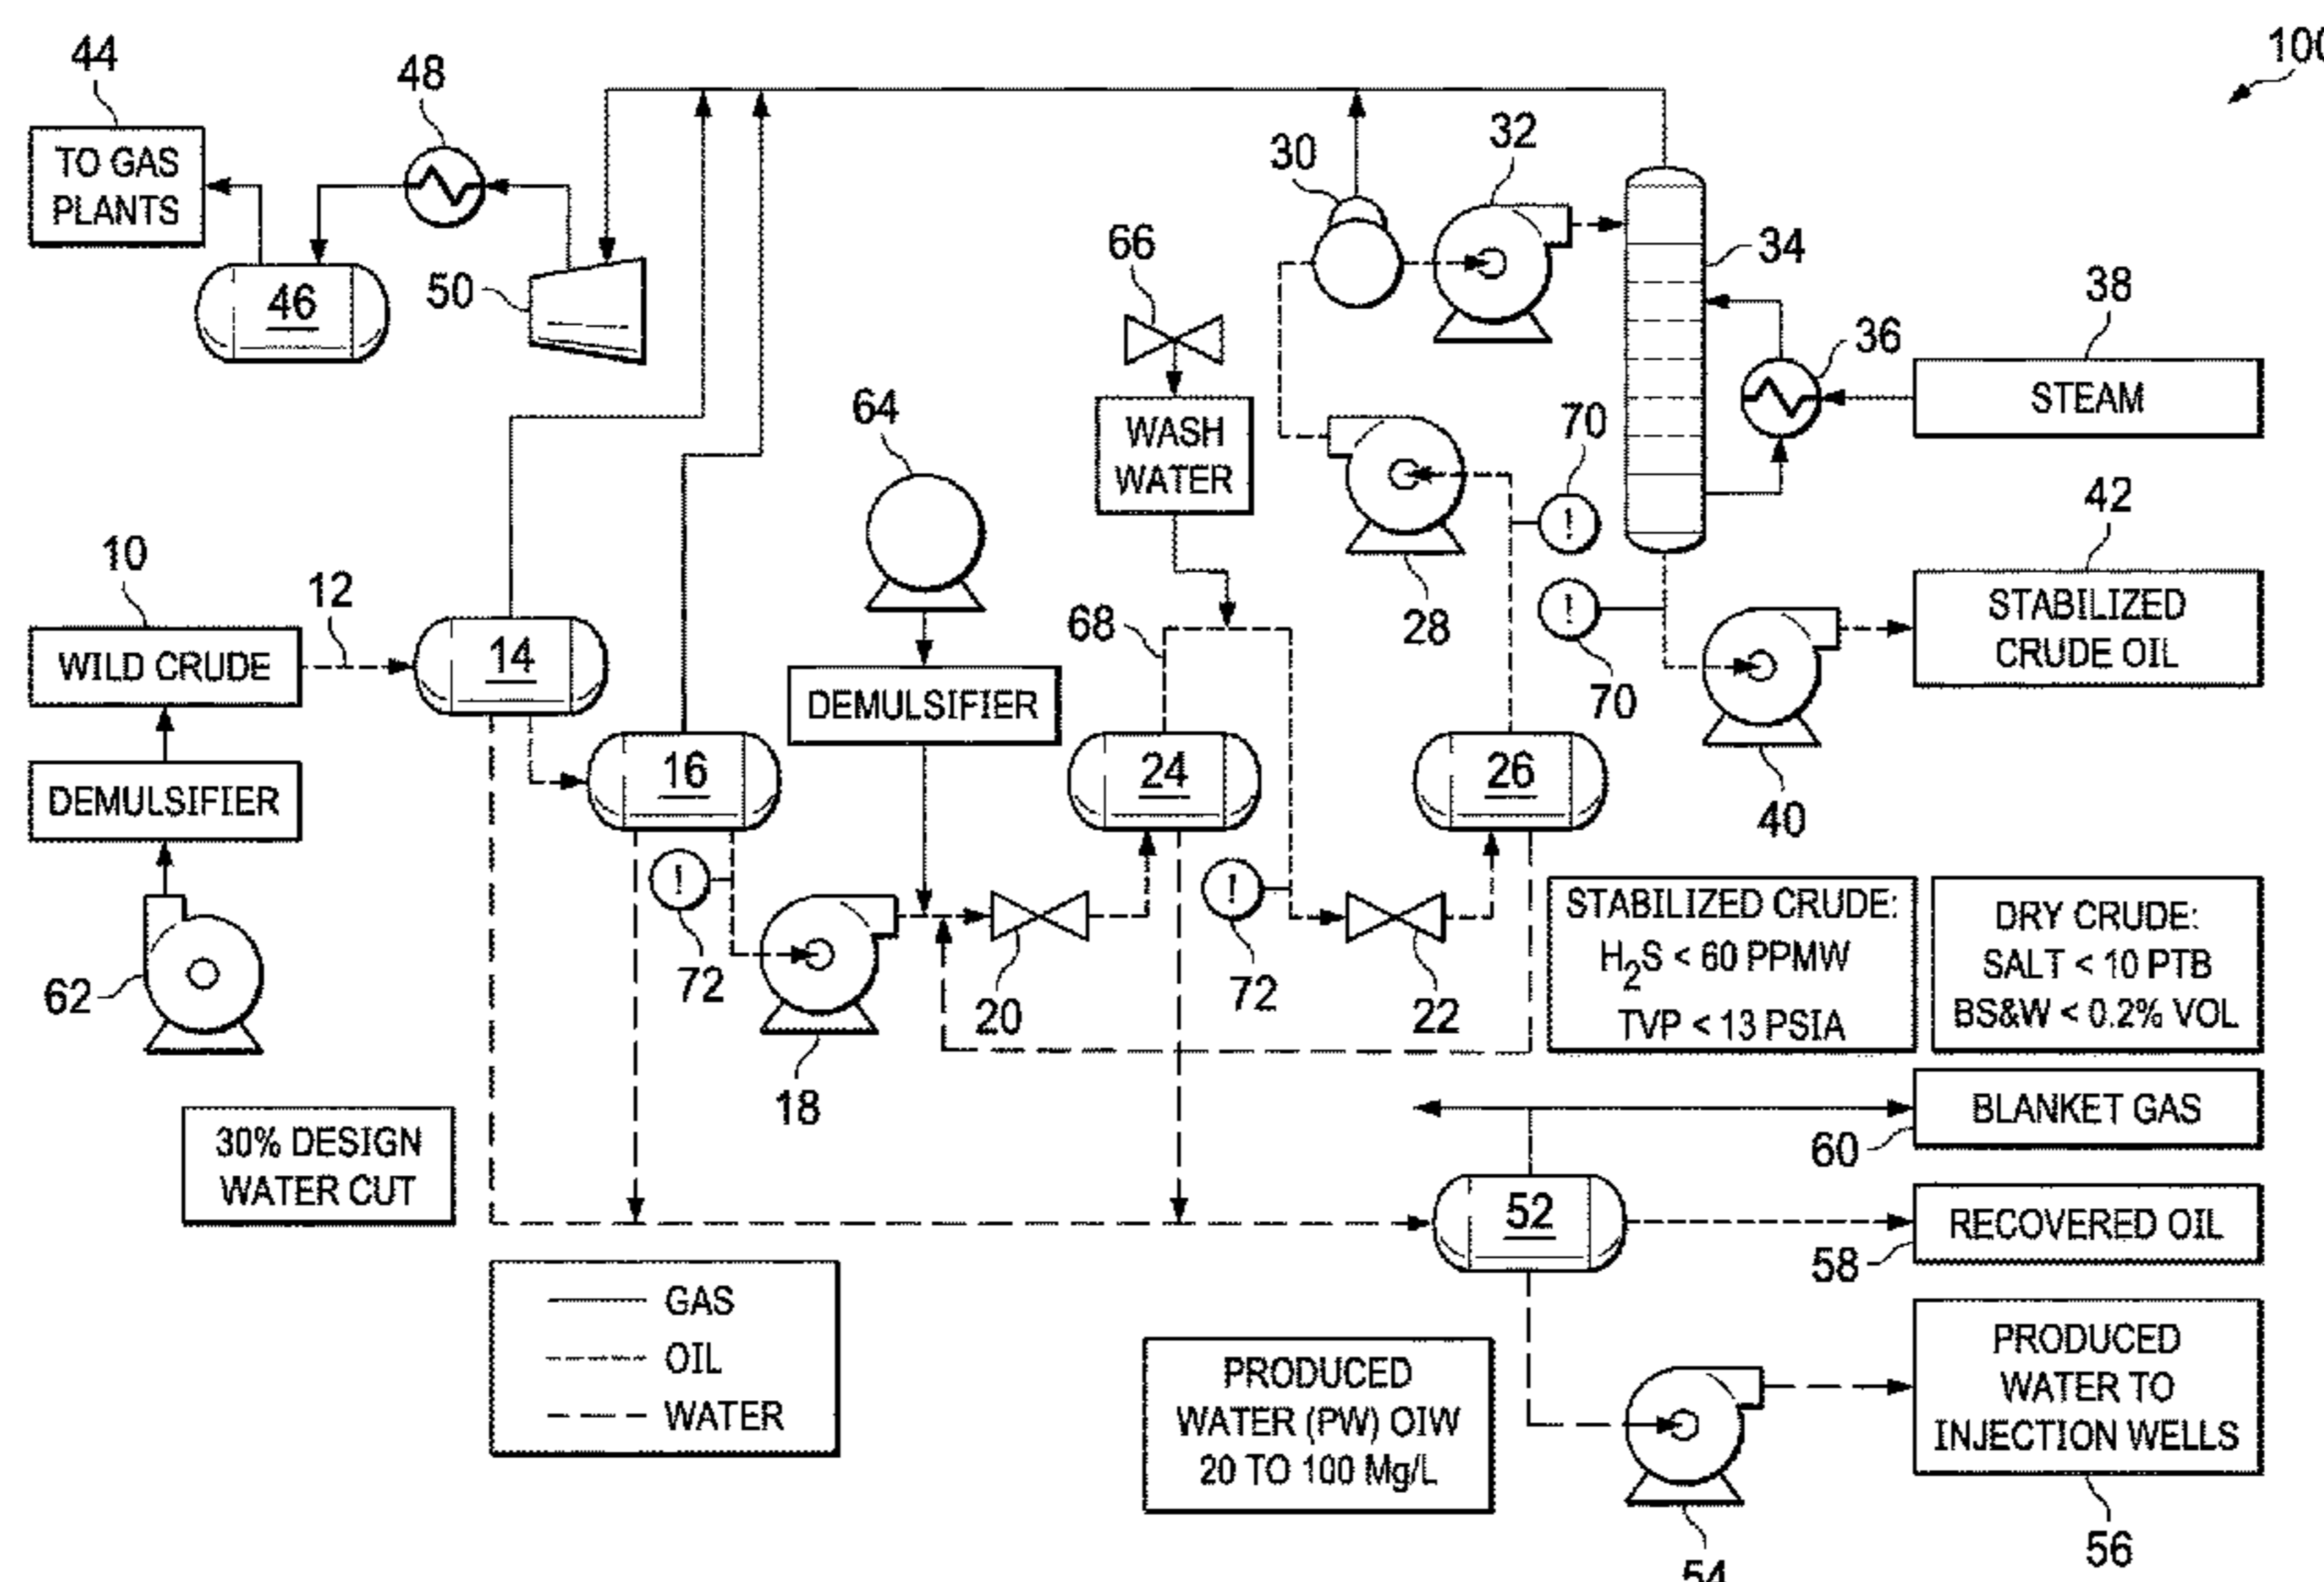 100
44
48
TO GAS
PLANTS
46
50
30
32
34
66
38
36
STEAM
64
WASH
WATER
70
42
10
12
68
28
STABILIZED
CRUDE OIL
WILD CRUDE
14
DEMULSIFIER
70
DEMULSIFIER
16
24
26
40
62
72
72
20
22
18
STABILIZED CRUDE:
H2S < 60 PPMW
TVP < 13 PSIA
DRY CRUDE:
SALT < 10 PTB
BS&W < 0.2% VOL
30% DESIGN
WATER CUT
BLANKET GAS
60
52
RECOVERED OIL
58
GAS
OIL
WATER
PRODUCED
WATER (PW) OIW
20 TO 100 Mg/L
PRODUCED
WATER TO
INJECTION WELLS
54
56